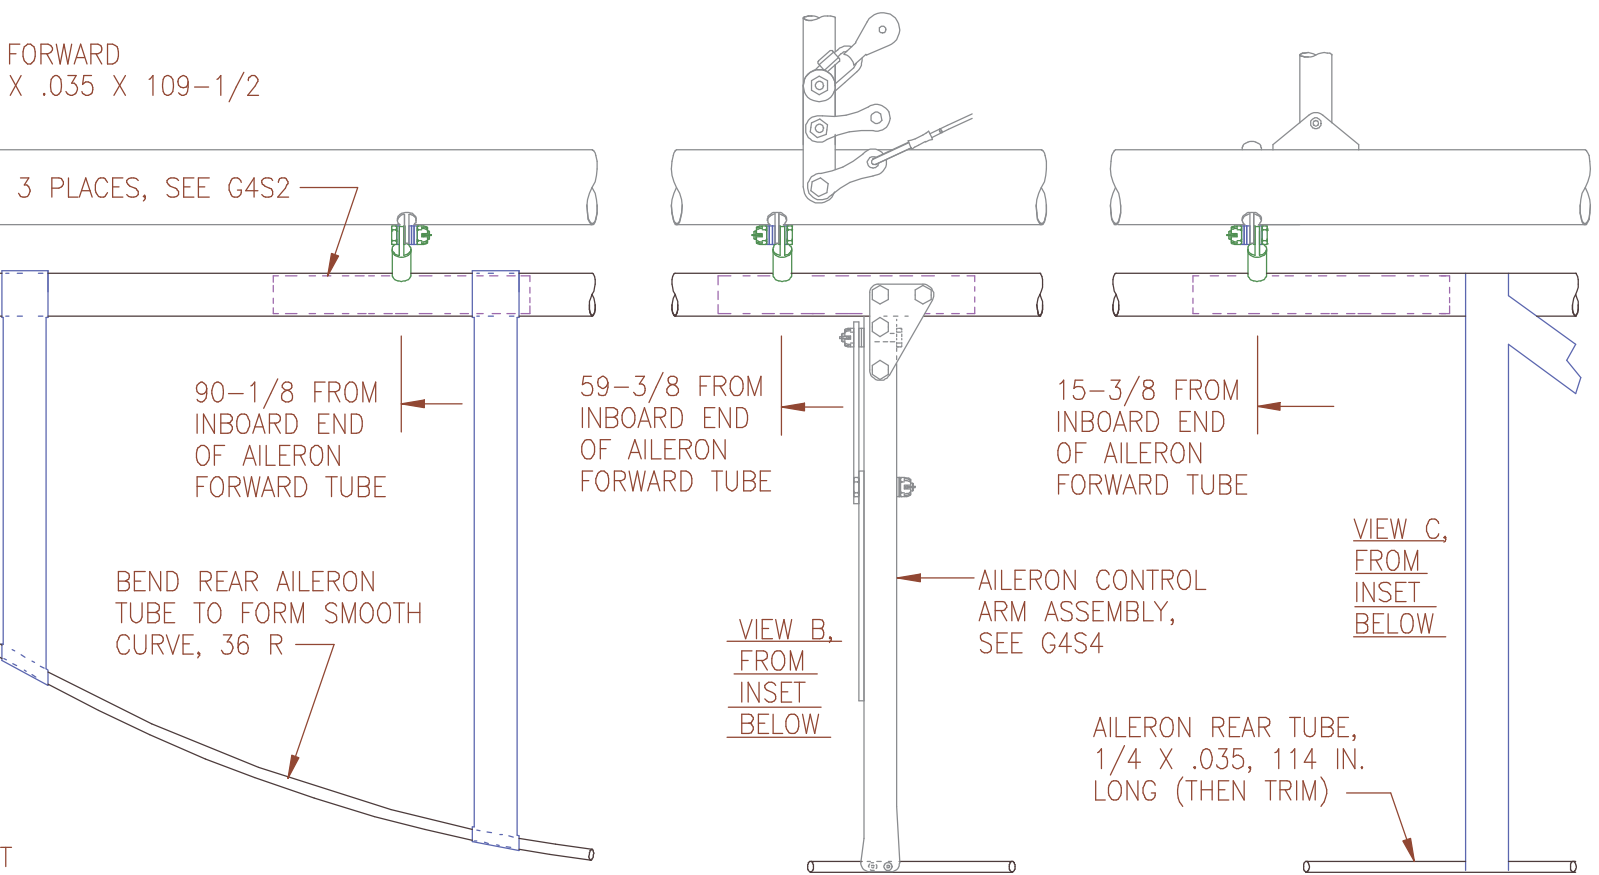 FORWARD
X .035 X 109-1/2
3 PLACES, SEE G4S2
90-1/8 FROM
INBOARD END
OF AILERON
FORWARD TUBE
59-3/8 FROM
INBOARD END
OF AILERON
FORWARD TUBE
15-3/8 FROM
INBOARD END
OF AILERON
FORWARD TUBE
BEND REAR AILERON
TUBE TO FORM SMOOTH
CURVE, 36 R
VIEW B,
FROM
INSET
BELOW
AILERON CONTROL
ARM ASSEMBLY,
SEE G4S4
VIEW C,
FROM
INSET
BELOW
AILERON REAR TUBE,
1/4 X .035, 114 IN.
LONG (THEN TRIM)
T